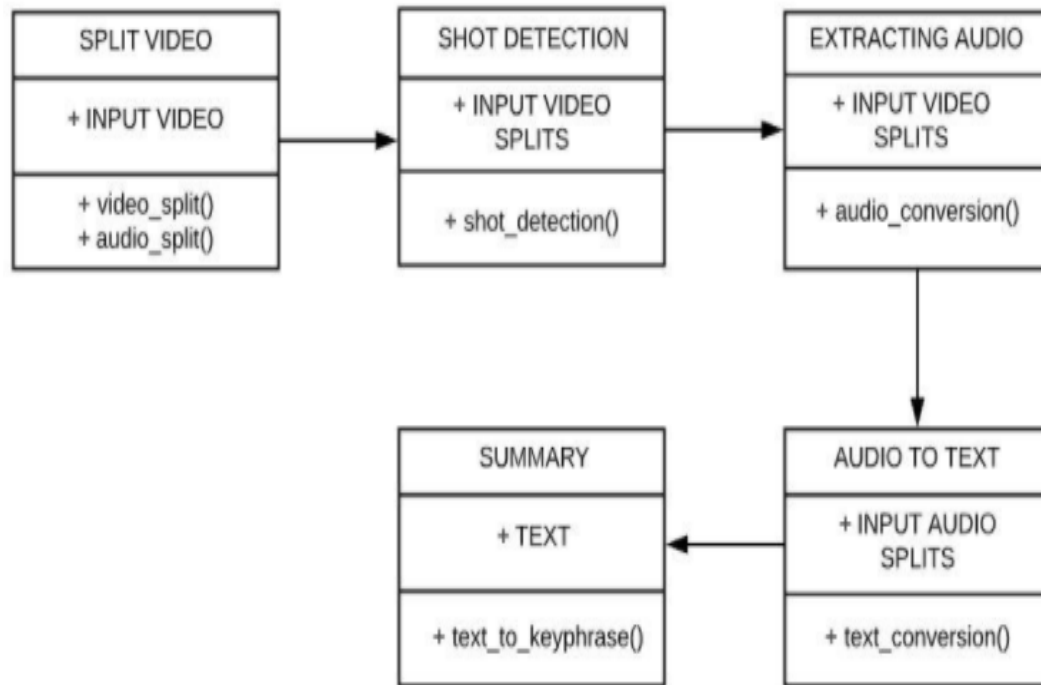 SPLIT VIDEO
+ INPUT VIDEO
+ video_split()
+ audio_split()
SHOT DETECTION
+ INPUT VIDEO
SPLITS
+ shot_detection()
EXTRACTING AUDIO
+ INPUT VIDEO
SPLITS
+ audio_conversion()
AUDIO TO TEXT
+ INPUT AUDIO
SPLITS
+ text_conversion()
SUMMARY
+ TEXT
+ text_to_keyphrase()